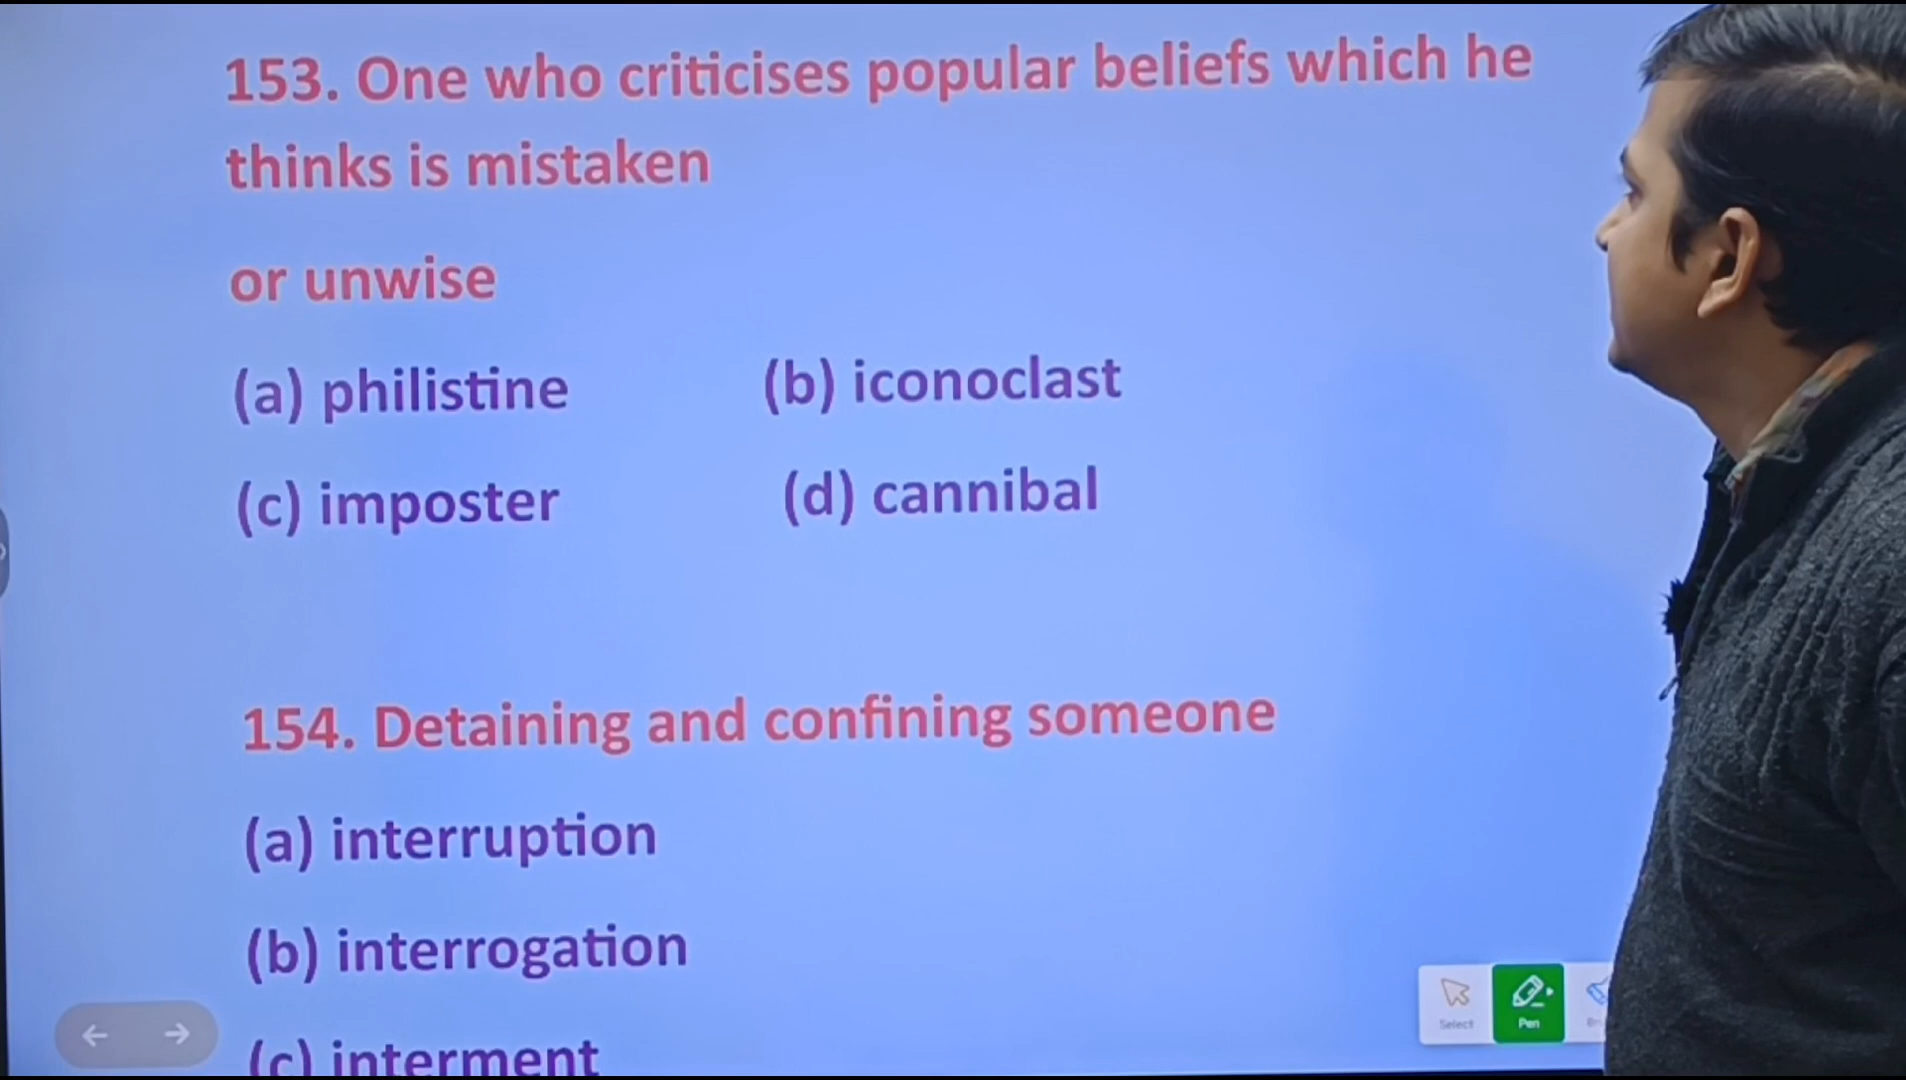 153. One who criticises popular beliefs which he
thinks is mistaken
or unwise
(a) philistine (b) iconoclast
(c) imposter (d) cannibal
154. Detaining and confining someone
(a) interruption
(b) interrogation
(c) interment
Select Pen